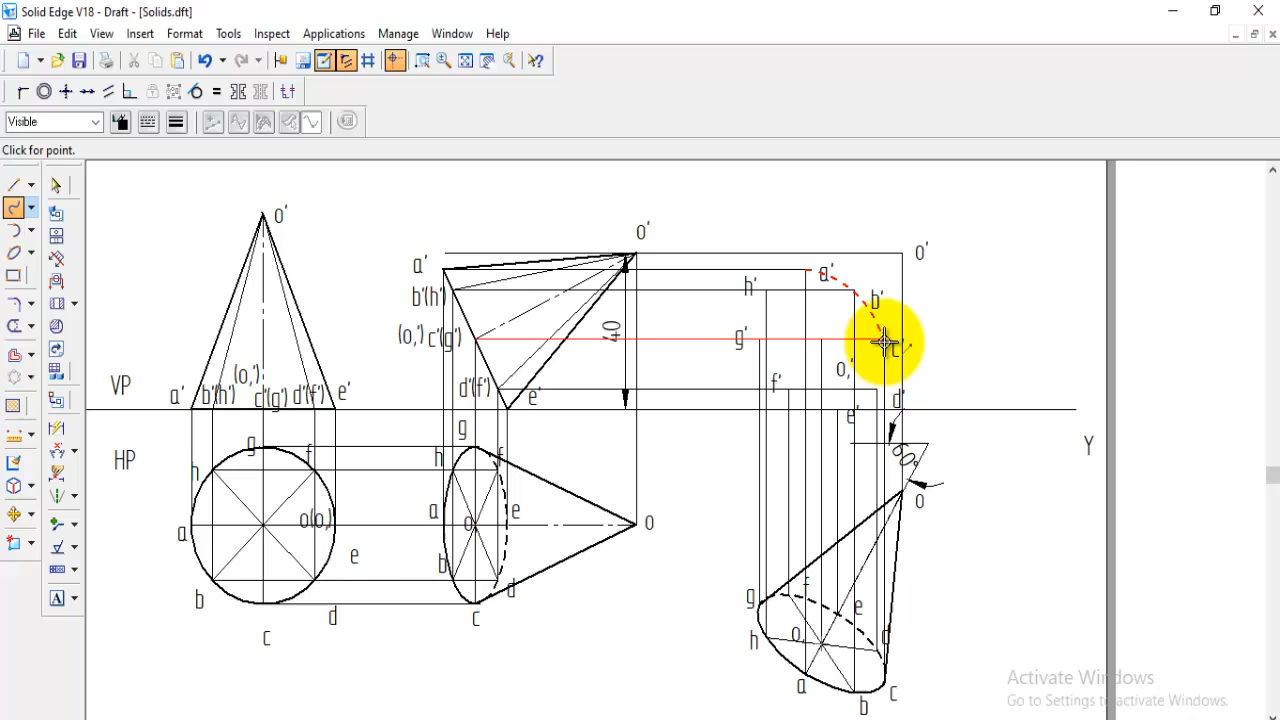 Solid Edge V18 - Draft - [Solids.dft]
File Edit View Insert Format Tools Inspect Applications Manage Window Help
Visible
Click for point.
o'
o'
o'
a'
a'
h'
b'
b'(h')
(o,') c'(g')
40
g'
c'
(o,')
o,'
VP
a' b'(h') c'(g') d'(f') e'
d'(f') e'
f'
d'
e'
g
g
Y
HP
h f
h f
60°
a o(o,)
a o e o
o
e
b d
b d
c
c
g f e
h o, d
a b c
Activate Windows
Go to Settings to activate Windows.